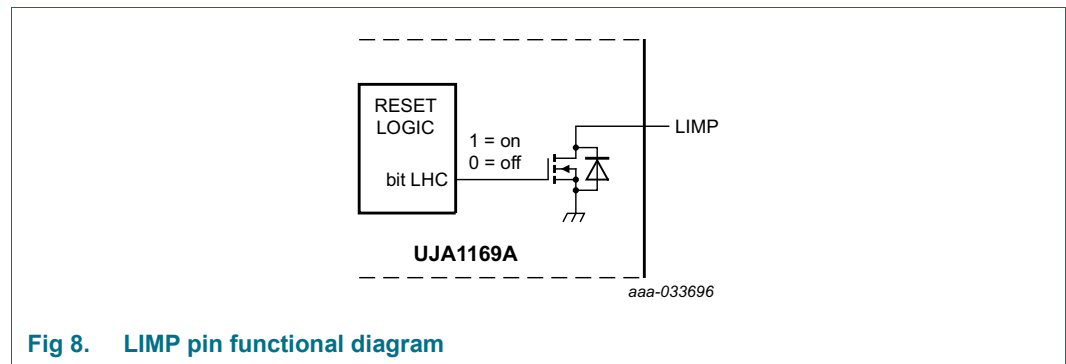 RESET
LOGIC
1 = on
0 = off
bit LHC
LIMP
UJA1169A
aaa-033696
Fig 8. LIMP pin functional diagram